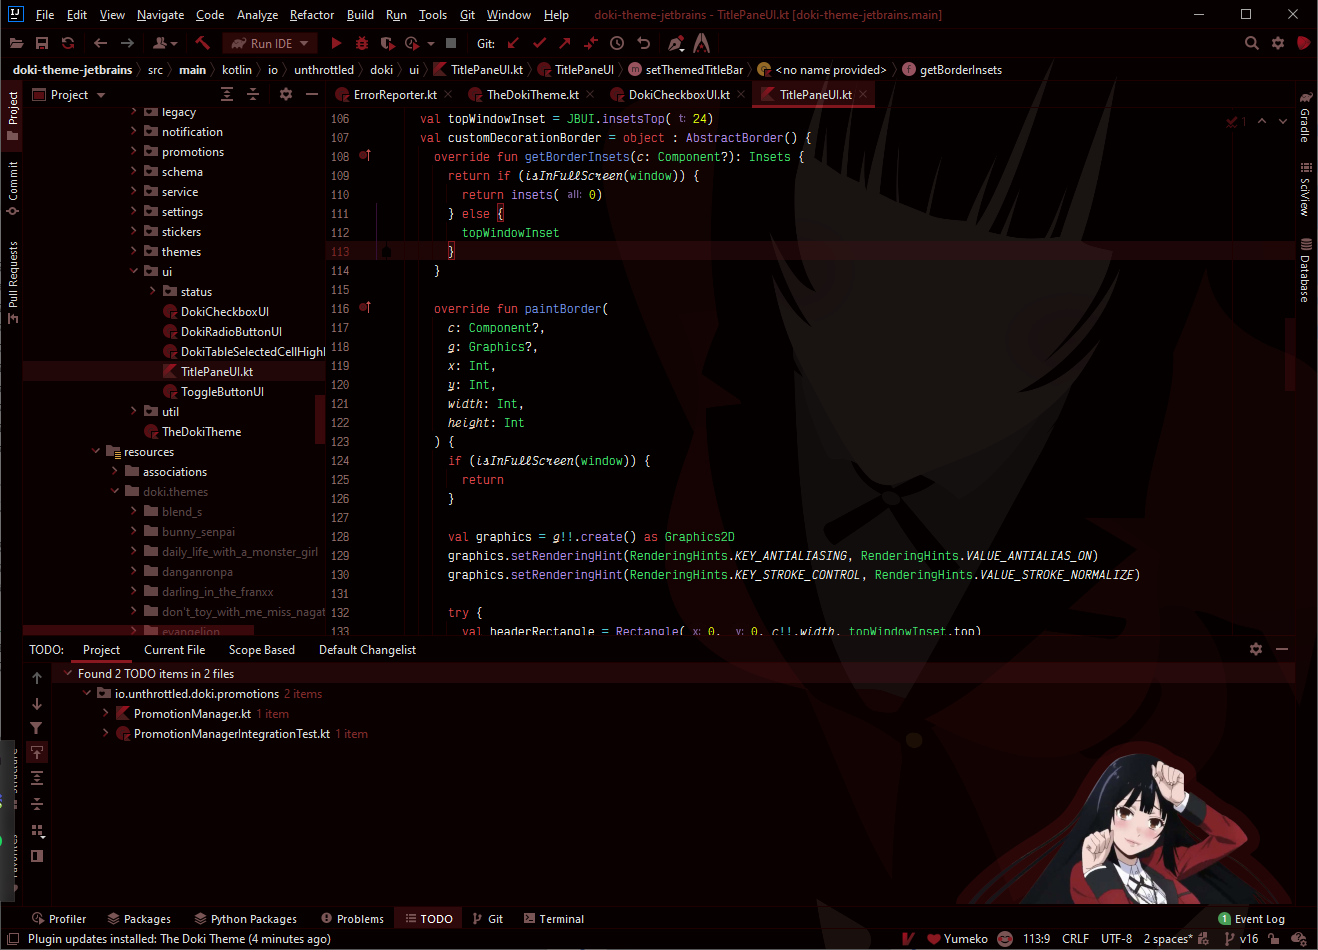 IJ File Edit View Navigate Code Analyze Refactor Build Run Tools Git Window Help doki-theme-jetbrains - TitlePaneUI.kt [doki-theme-jetbrains.main]
Run IDE Git:
doki-theme-jetbrains src main kotlin io unthrottled doki ui TitlePaneUI.kt TitlePaneUI m setThemedTitleBar <no name provided> f getBorderInsets
Project
ErrorReporter.kt TheDokiTheme.kt DokiCheckboxUI.kt TitlePaneUI.kt
Project
Commit
Pull Requests
Structure
Favorites
legacy
notification
promotions
schema
service
settings
stickers
themes
ui
status
DokiCheckboxUI
DokiRadioButtonUI
DokiTableSelectedCellHighl
TitlePaneUI.kt
ToggleButtonUI
util
TheDokiTheme
resources
associations
doki.themes
blend_s
bunny_senpai
daily_life_with_a_monster_girl
danganronpa
darling_in_the_franxx
don't_toy_with_me_miss_nagat
evangelion
106 val topWindowInset = JBUI.insetsTop( t: 24)
107 val customDecorationBorder = object : AbstractBorder() {
108 override fun getBorderInsets(c: Component?): Insets {
109 return if (isInFullScreen(window)) {
110 return insets( all: 0)
111 } else {
112 topWindowInset
113 }
114 }
115
116 override fun paintBorder(
117 c: Component?,
118 g: Graphics?,
119 x: Int,
120 y: Int,
121 width: Int,
122 height: Int
123 ) {
124 if (isInFullScreen(window)) {
125 return
126 }
127
128 val graphics = g!!.create() as Graphics2D
129 graphics.setRenderingHint(RenderingHints.KEY_ANTIALIASING, RenderingHints.VALUE_ANTIALIAS_ON)
130 graphics.setRenderingHint(RenderingHints.KEY_STROKE_CONTROL, RenderingHints.VALUE_STROKE_NORMALIZE)
131
132 try {
133 val headerRectangle = Rectangle( x: 0, y: 0, c!!.width, topWindowInset.top)
1
Gradle
SciView
Database
TODO: Project Current File Scope Based Default Changelist
Found 2 TODO items in 2 files
io.unthrottled.doki.promotions 2 items
PromotionManager.kt 1 item
PromotionManagerIntegrationTest.kt 1 item
Profiler Packages Python Packages Problems TODO Git Terminal 1 Event Log
Plugin updates installed: The Doki Theme (4 minutes ago) Yumeko 113:9 CRLF UTF-8 2 spaces* v16